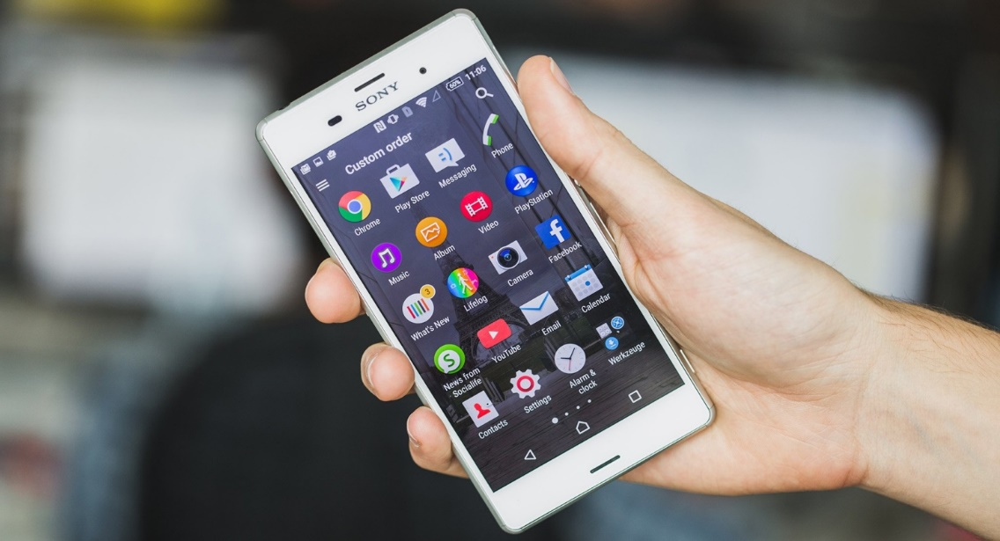 SONY
60% 11:06
Custom order
Chrome
Play Store
Messaging
Phone
Music
Album
Video
PlayStation
3
What's New
Lifelog
Camera
Facebook
S
News from
Socialife
YouTube
Email
Calendar
Contacts
Settings
Alarm &
clock
Werkzeuge